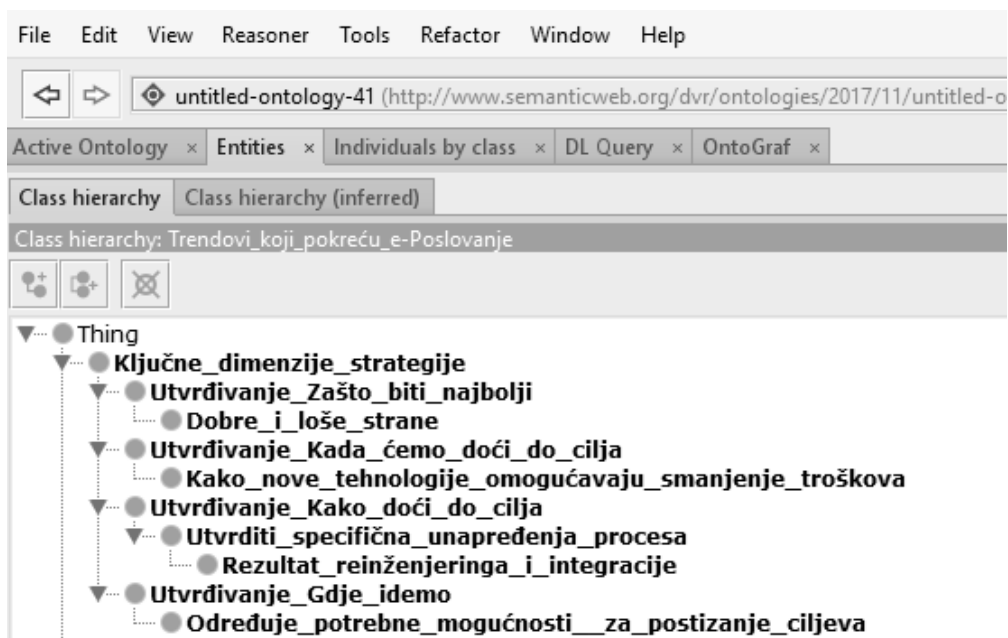 File Edit View Reasoner Tools Refactor Window Help
untitled-ontology-41 (http://www.semanticweb.org/dvr/ontologies/2017/11/untitled-o
Active Ontology × Entities × Individuals by class × DL Query × OntoGraf ×
Class hierarchy Class hierarchy (inferred)
Class hierarchy: Trendovi_koji_pokreću_e-Poslovanje
Thing
Ključne_dimenzije_strategije
Utvrđivanje_Zašto_biti_najbolji
Dobre_i_loše_strane
Utvrđivanje_Kada_ćemo_doći_do_cilja
Kako_nove_tehnologije_omogućavaju_smanjenje_troškova
Utvrđivanje_Kako_doći_do_cilja
Utvrditi_specifična_unapređenja_procesa
Rezultat_reinženjeringa_i_integracije
Utvrđivanje_Gdje_idemo
Određuje_potrebne_mogućnosti__za_postizanje_ciljeva